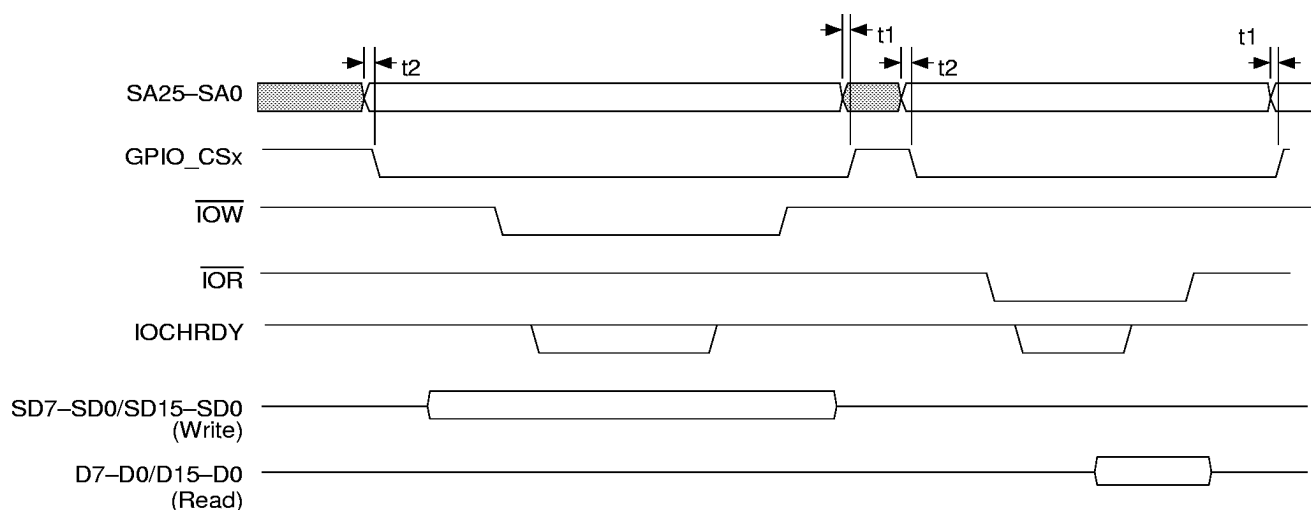 t1
t1
t2
t2
SA25–SA0
GPIO_CSx
IOW
IOR
IOCHRDY
SD7–SD0/SD15–SD0
(Write)
D7–D0/D15–D0
(Read)